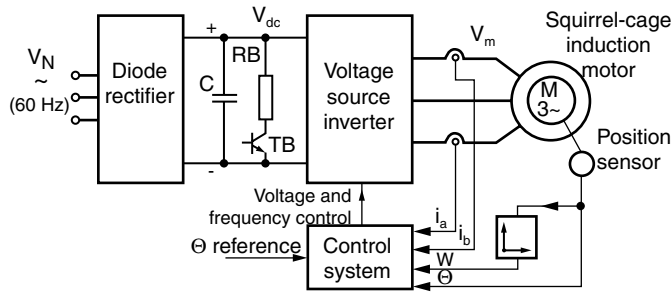 V_N
~
(60 Hz)
Diode
rectifier
+
-
C
RB
TB
V_dc
Voltage
source
inverter
V_m
Squirrel-cage
induction
motor
M
3~
Position
sensor
Voltage and
frequency control
Θ reference
Control
system
i_a
i_b
W
Θ